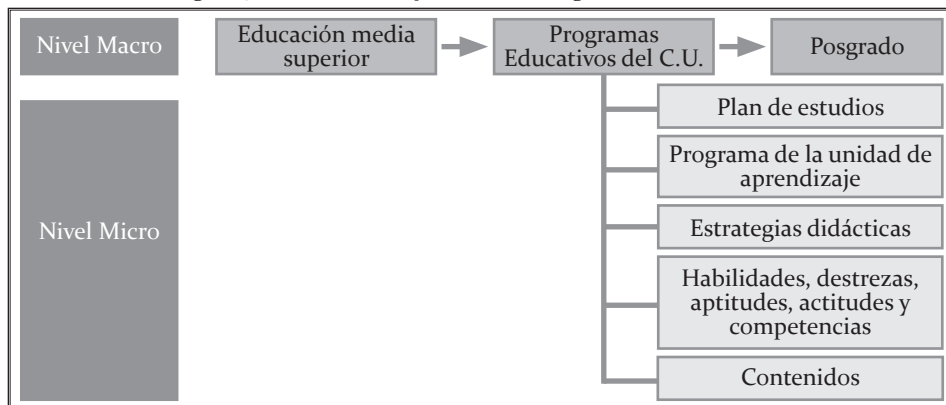 Nivel Macro
Educación media
superior
Programas
Educativos del C.U.
Posgrado
Nivel Micro
Plan de estudios
Programa de la unidad de
aprendizaje
Estrategias didácticas
Habilidades, destrezas,
aptitudes, actitudes y
competencias
Contenidos